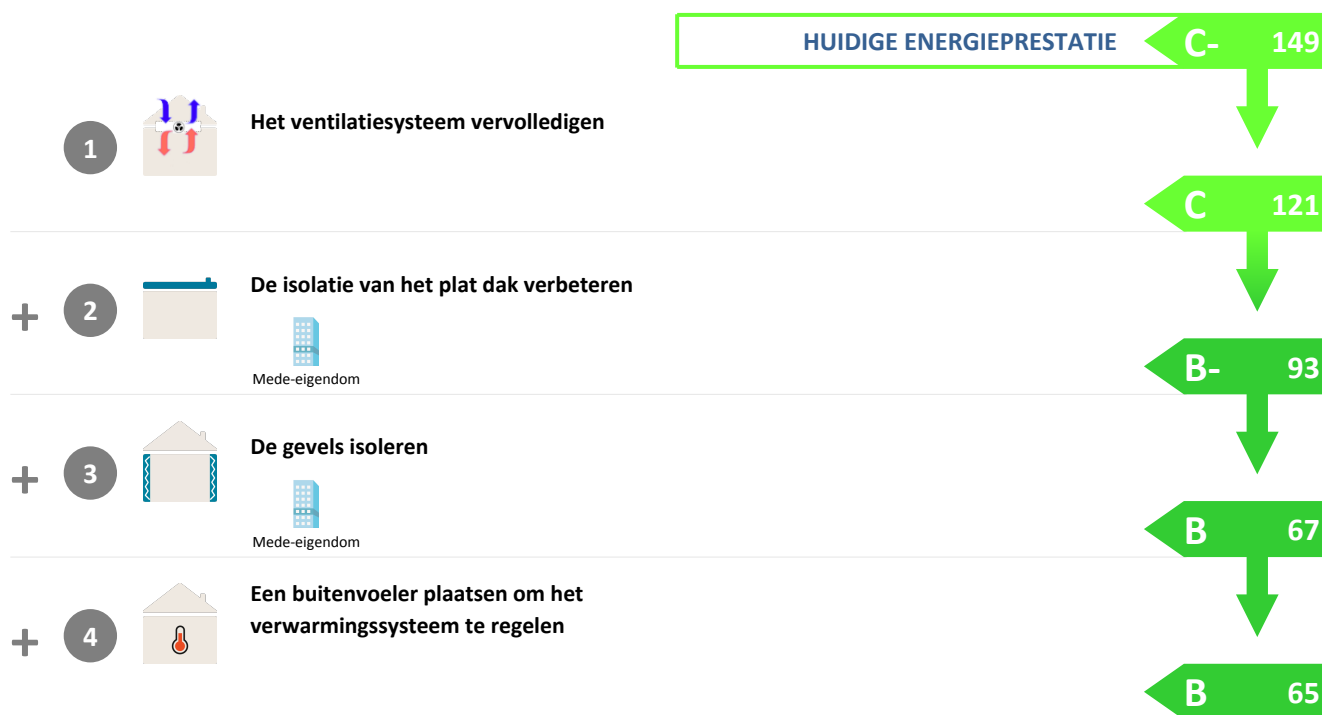 HUIDIGE ENERGIEPRESTATIE C- 149
1 Het ventilatiesysteem vervolledigen
C 121
+ 2 De isolatie van het plat dak verbeteren
Mede-eigendom
B- 93
+ 3 De gevels isoleren
Mede-eigendom
B 67
+ 4 Een buitenvoeler plaatsen om het
verwarmingssysteem te regelen
B 65